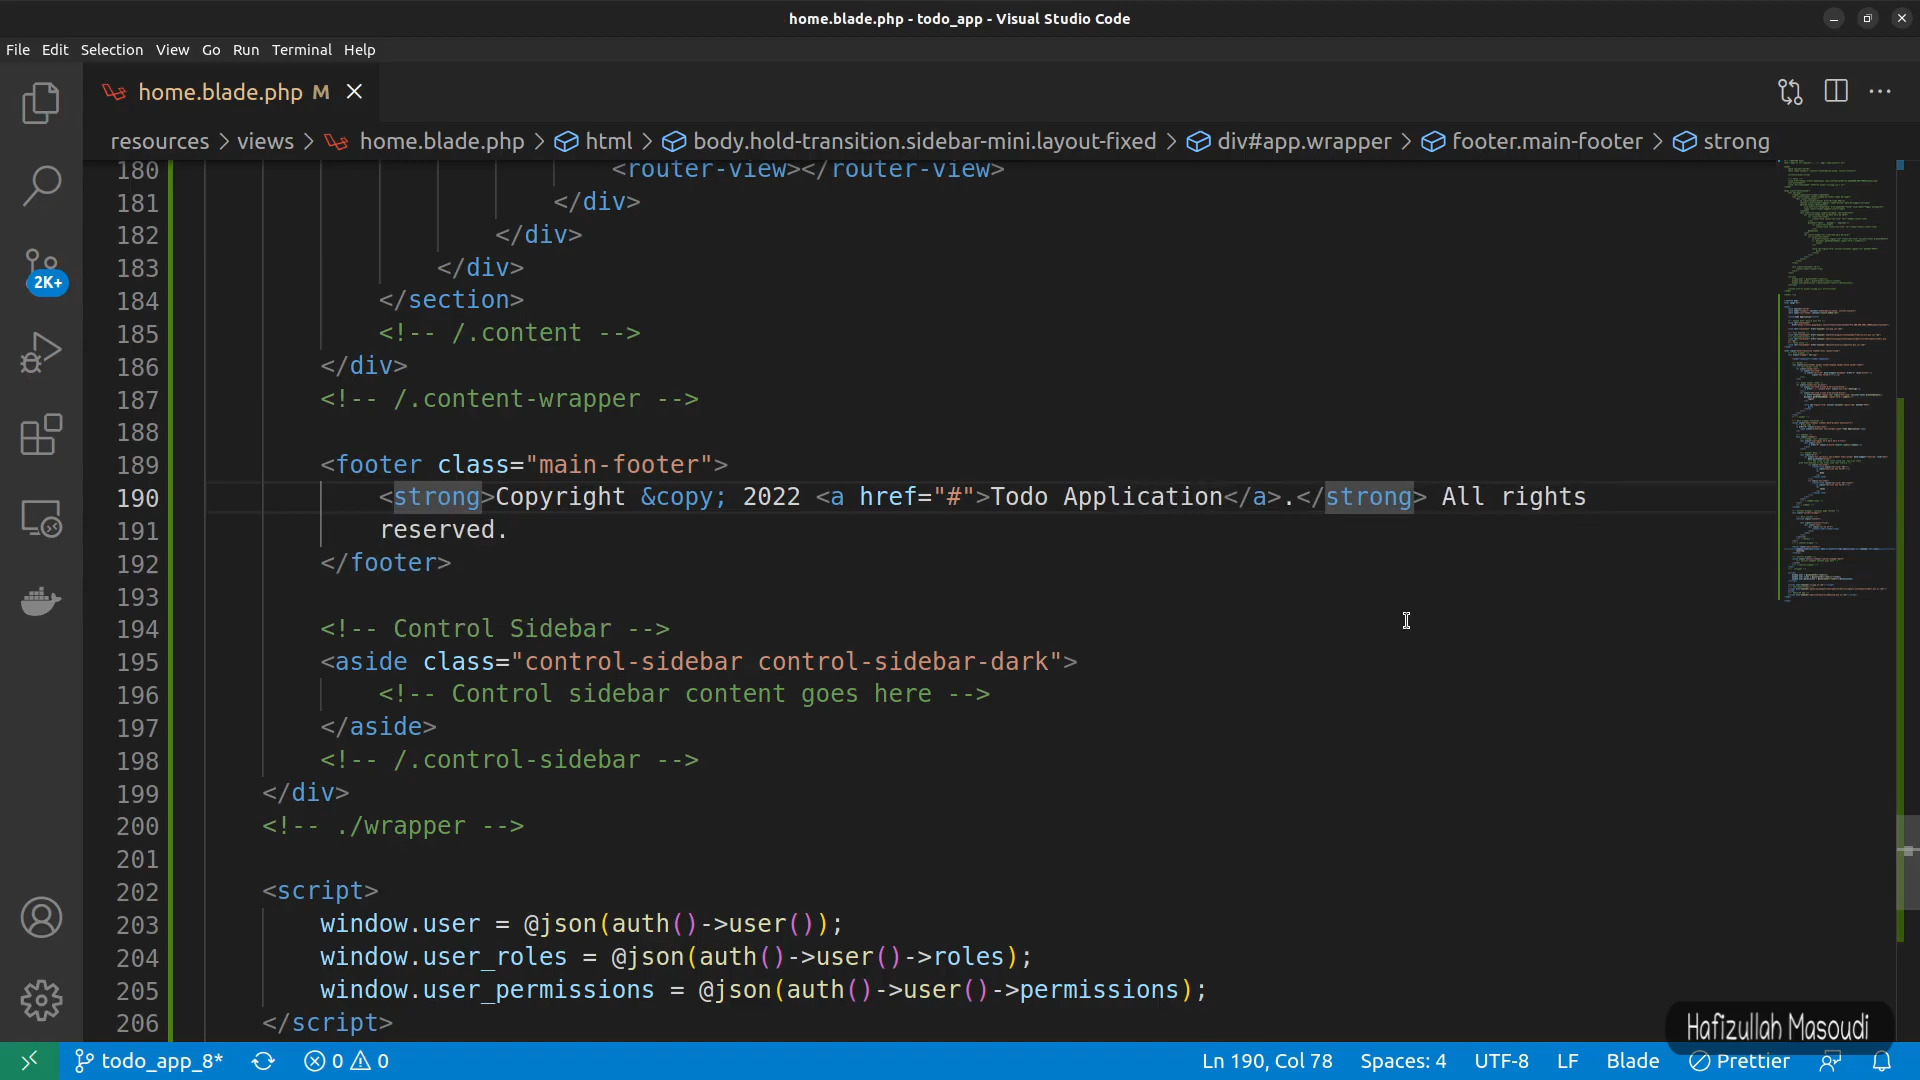 home.blade.php - todo_app - Visual Studio Code
File Edit Selection View Go Run Terminal Help
home.blade.php M
resources > views > home.blade.php > html > body.hold-transition.sidebar-mini.layout-fixed > div#app.wrapper > footer.main-footer > strong
180 <router-view></router-view>
181 </div>
182 </div>
183 </div>
184 </section>
185 <!-- /.content -->
186 </div>
187 <!-- /.content-wrapper -->
188
189 <footer class="main-footer">
190 <strong>Copyright &copy; 2022 <a href="#">Todo Application</a>.</strong> All rights
191 reserved.
192 </footer>
193
194 <!-- Control Sidebar -->
195 <aside class="control-sidebar control-sidebar-dark">
196 <!-- Control sidebar content goes here -->
197 </aside>
198 <!-- /.control-sidebar -->
199 </div>
200 <!-- ./wrapper -->
201
202 <script>
203 window.user = @json(auth()->user());
204 window.user_roles = @json(auth()->user()->roles);
205 window.user_permissions = @json(auth()->user()->permissions);
206 </script>
2K+
Hafizullah Masoudi
todo_app_8* 0 0 Ln 190, Col 78 Spaces: 4 UTF-8 LF Blade Prettier